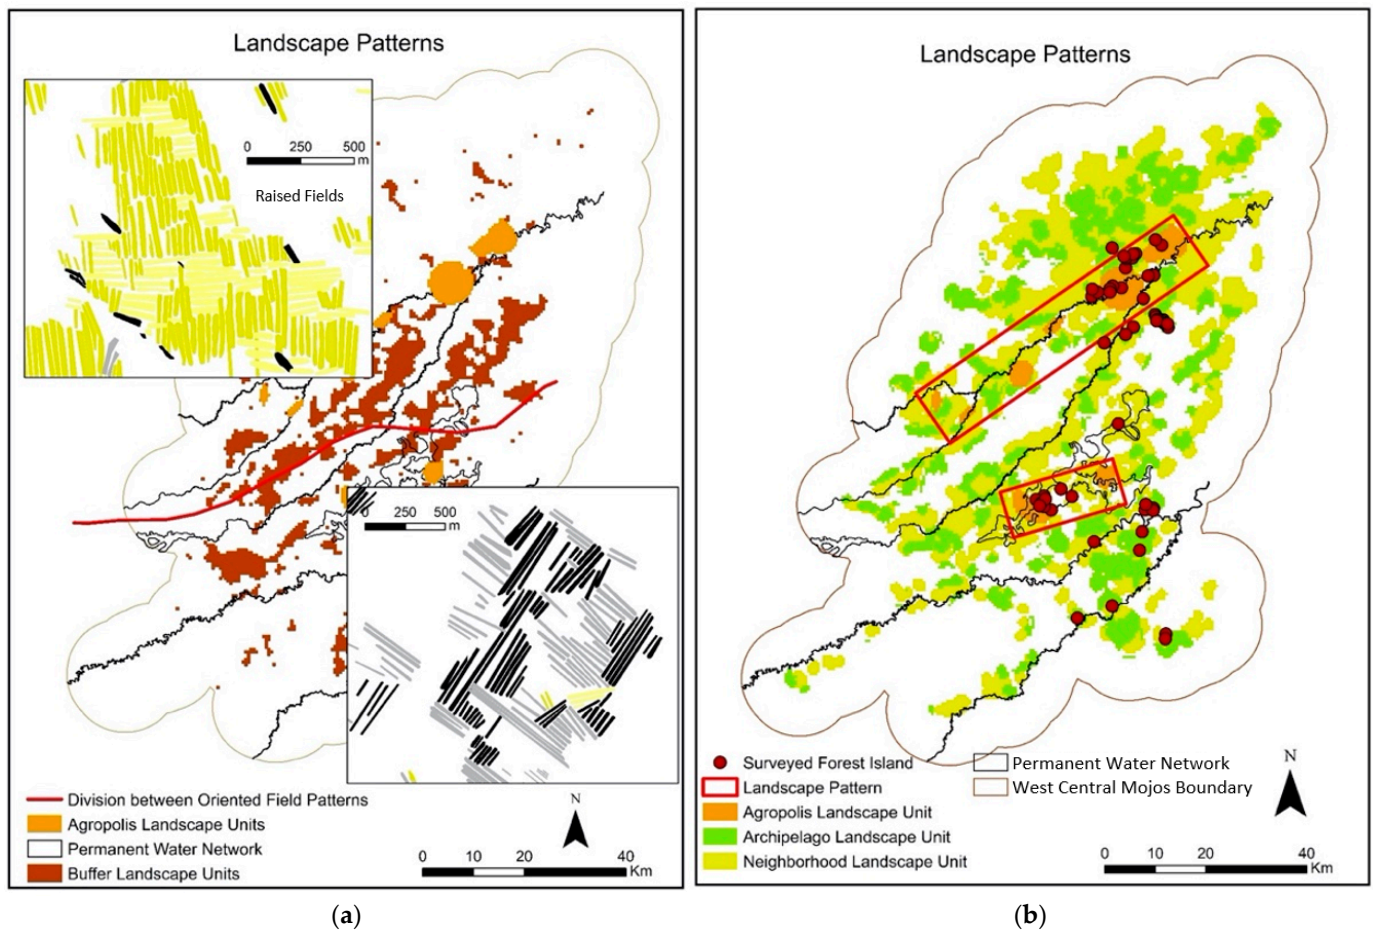 Landscape Patterns
0 250 500 m
Raised Fields
0 250 500 m
Division between Oriented Field Patterns
Agropolis Landscape Units
Permanent Water Network
Buffer Landscape Units
N
0 10 20 40 Km
(a)
Landscape Patterns
Surveyed Forest Island
Landscape Pattern
Agropolis Landscape Unit
Archipelago Landscape Unit
Neighborhood Landscape Unit
Permanent Water Network
West Central Mojos Boundary
N
0 10 20 40 Km
(b)